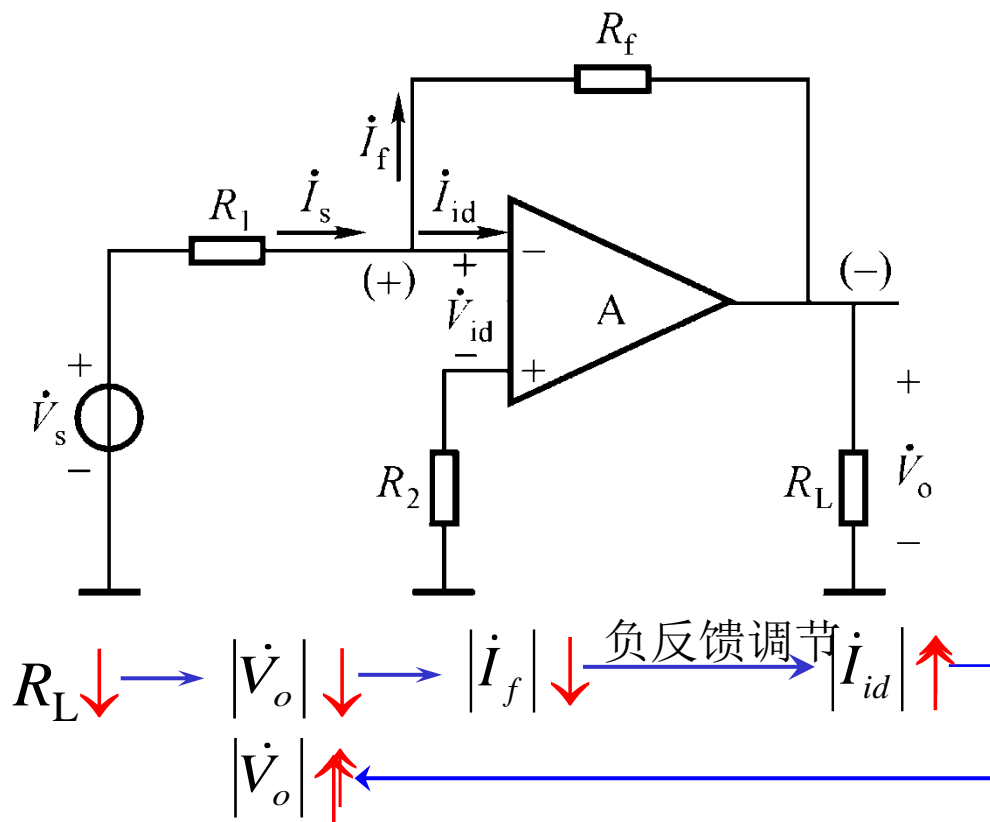 R_f
İ_f
R_1 İ_s İ_id
(+) + − (−)
V̇_id A
−
+ + +
V̇_s R_2 R_L V̇_o
− −
R_L↓ → |V̇_o|↓ → |İ_f|↓ 负反馈调节 → |İ_id|↑
|V̇_o|↑